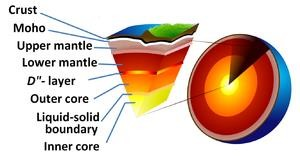 Crust
Moho
Upper mantle
Lower mantle
D"- layer
Outer core
Liquid-solid
boundary
Inner core